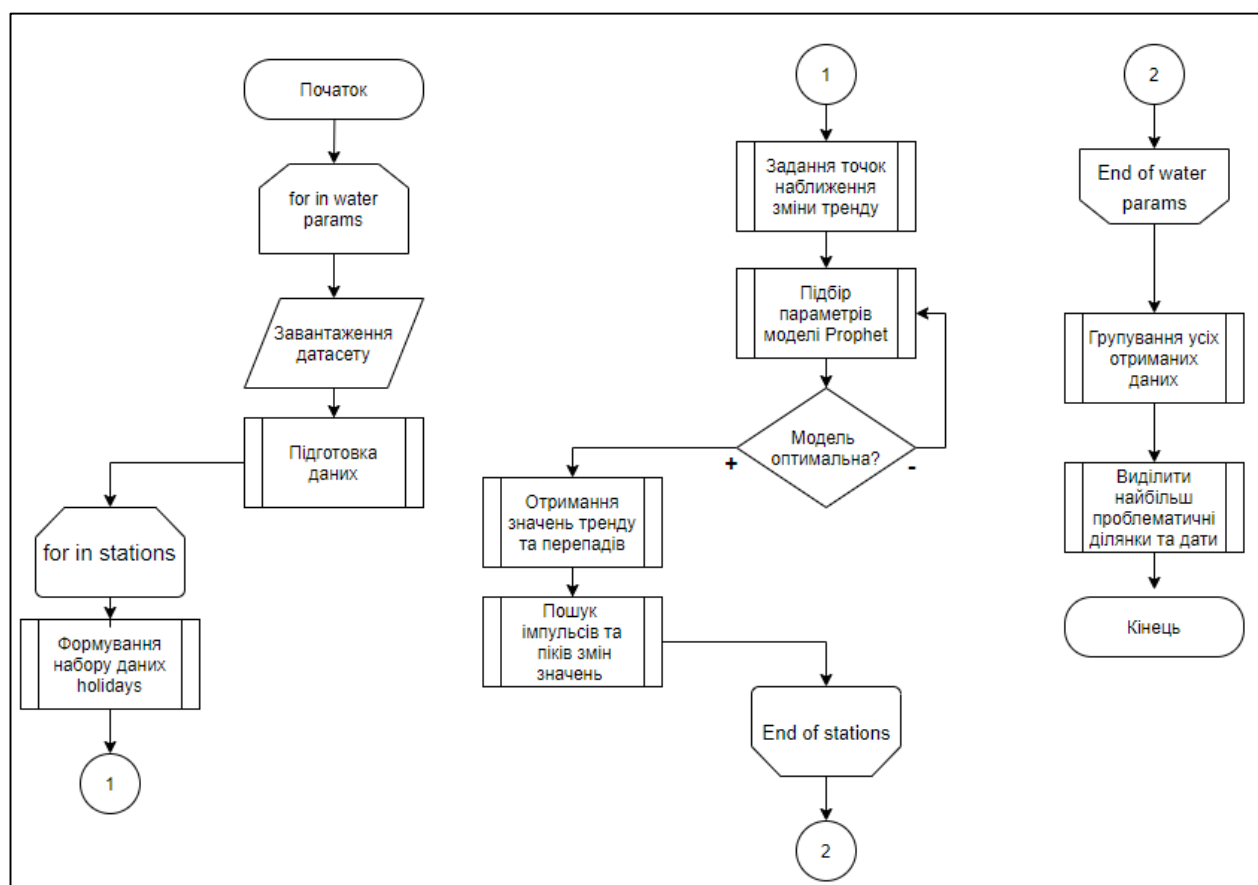 Початок
for in water
params
Завантаження
датасету
Підготовка
даних
for in stations
Формування
набору даних
holidays
1
1
Задання точок
наближення
зміни тренду
Підбір
параметрів
моделі Prophet
Модель
оптимальна?
+
-
Отримання
значень тренду
та перепадів
Пошук
імпульсів та
піків змін
значень
End of stations
2
2
End of water
params
Групування усіх
отриманих
даних
Виділити
найбільш
проблематичні
ділянки та дати
Кінець